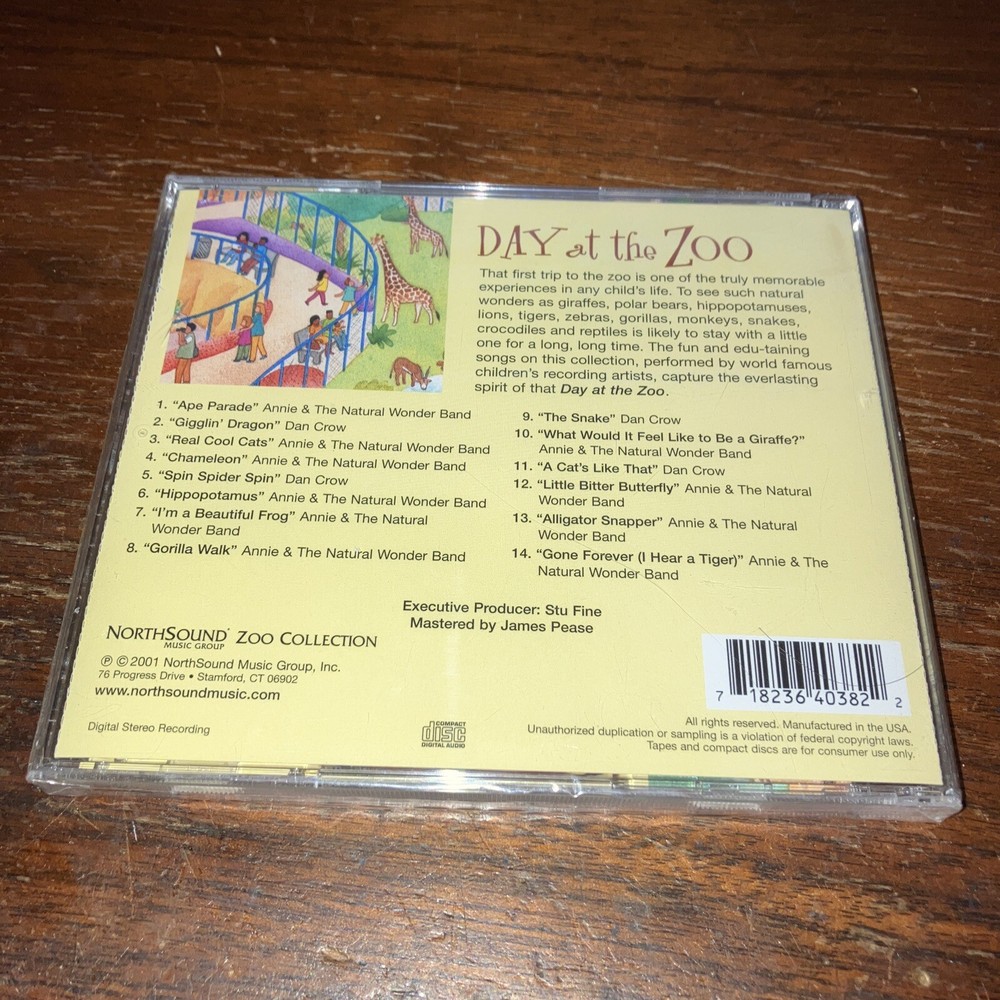 DAY at the ZOO
That first trip to the zoo is one of the truly memorable
experiences in any child's life. To see such natural
wonders as giraffes, polar bears, hippopotamuses,
lions, tigers, zebras, gorillas, monkeys, snakes,
crocodiles and reptiles is likely to stay with a little
one for a long, long time. The fun and edu-taining
songs on this collection, performed by world famous
children's recording artists, capture the everlasting
spirit of that Day at the Zoo.
1. "Ape Parade" Annie & The Natural Wonder Band
2. "Gigglin' Dragon" Dan Crow
3. "Real Cool Cats" Annie & The Natural Wonder Band
4. "Chameleon" Annie & The Natural Wonder Band
5. "Spin Spider Spin" Dan Crow
6. "Hippopotamus" Annie & The Natural Wonder Band
7. "I'm a Beautiful Frog" Annie & The Natural
Wonder Band
8. "Gorilla Walk" Annie & The Natural Wonder Band
9. "The Snake" Dan Crow
10. "What Would It Feel Like to Be a Giraffe?"
Annie & The Natural Wonder Band
11. "A Cat's Like That" Dan Crow
12. "Little Bitter Butterfly" Annie & The Natural
Wonder Band
13. "Alligator Snapper" Annie & The Natural
Wonder Band
14. "Gone Forever (I Hear a Tiger)" Annie & The
Natural Wonder Band
Executive Producer: Stu Fine
Mastered by James Pease
NORTHSOUND® ZOO COLLECTION
MUSIC GROUP
℗ © 2001 NorthSound Music Group, Inc.
76 Progress Drive • Stamford, CT 06902
www.northsoundmusic.com
7 18236 40382 2
Digital Stereo Recording
COMPACT
disc
DIGITAL AUDIO
All rights reserved. Manufactured in the USA.
Unauthorized duplication or sampling is a violation of federal copyright laws.
Tapes and compact discs are for consumer use only.